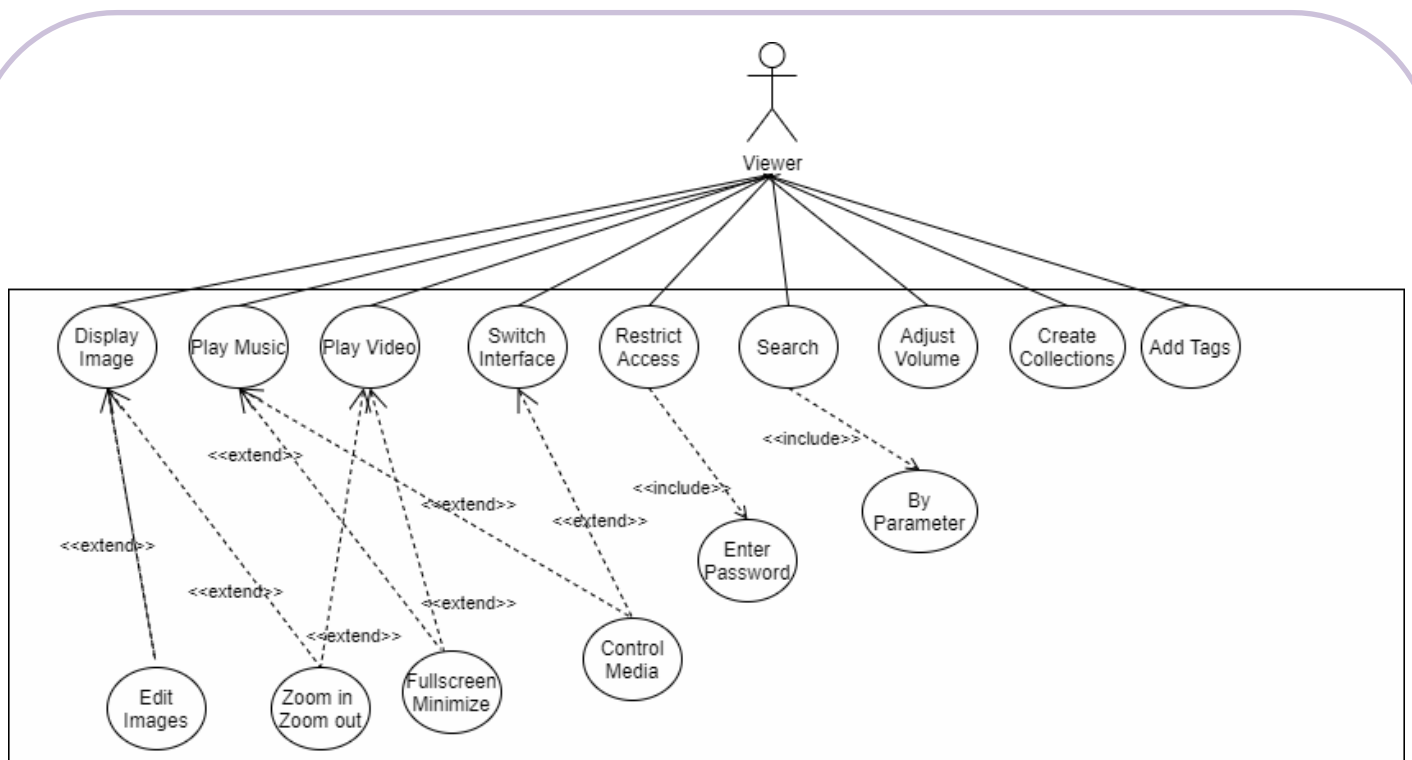 Viewer
Display
Image
Play Music
Play Video
Switch
Interface
Restrict
Access
Search
Adjust
Volume
Create
Collections
Add Tags
<<include>>
<<extend>>
<<include>>
<<extend>>
By
Parameter
<<extend>>
<<extend>>
Enter
Password
<<extend>>
<<extend>>
<<extend>>
Control
Media
Edit
Images
Zoom in
Zoom out
Fullscreen
Minimize